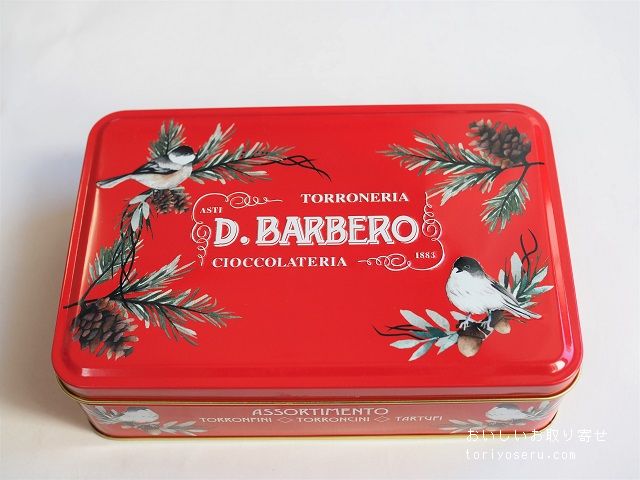 TORRONERIA
ASTI
D. BARBERO
1883
CIOCCOLATERIA
ASSORTIMENTO
TORRONFINI • TORRONCINI • TARTUFI
おいしいお取り寄せ
toriyoseru.com